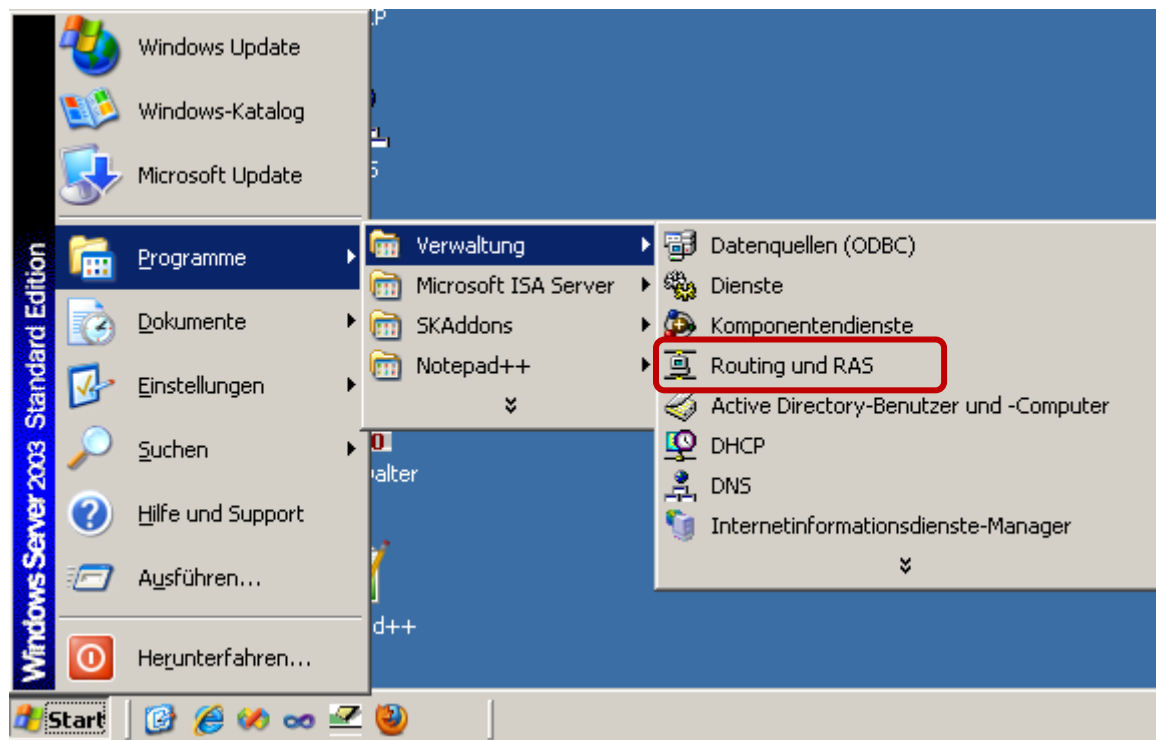 Windows Update
Windows-Katalog
Microsoft Update
Programme
Dokumente
Einstellungen
Suchen
Hilfe und Support
Ausführen...
Herunterfahren...
Windows Server 2003 Standard Edition
Verwaltung
Microsoft ISA Server
SKAddons
Notepad++
Datenquellen (ODBC)
Dienste
Komponentendienste
Routing und RAS
Active Directory-Benutzer und -Computer
DHCP
DNS
Internetinformationsdienste-Manager
alter
d++
Start